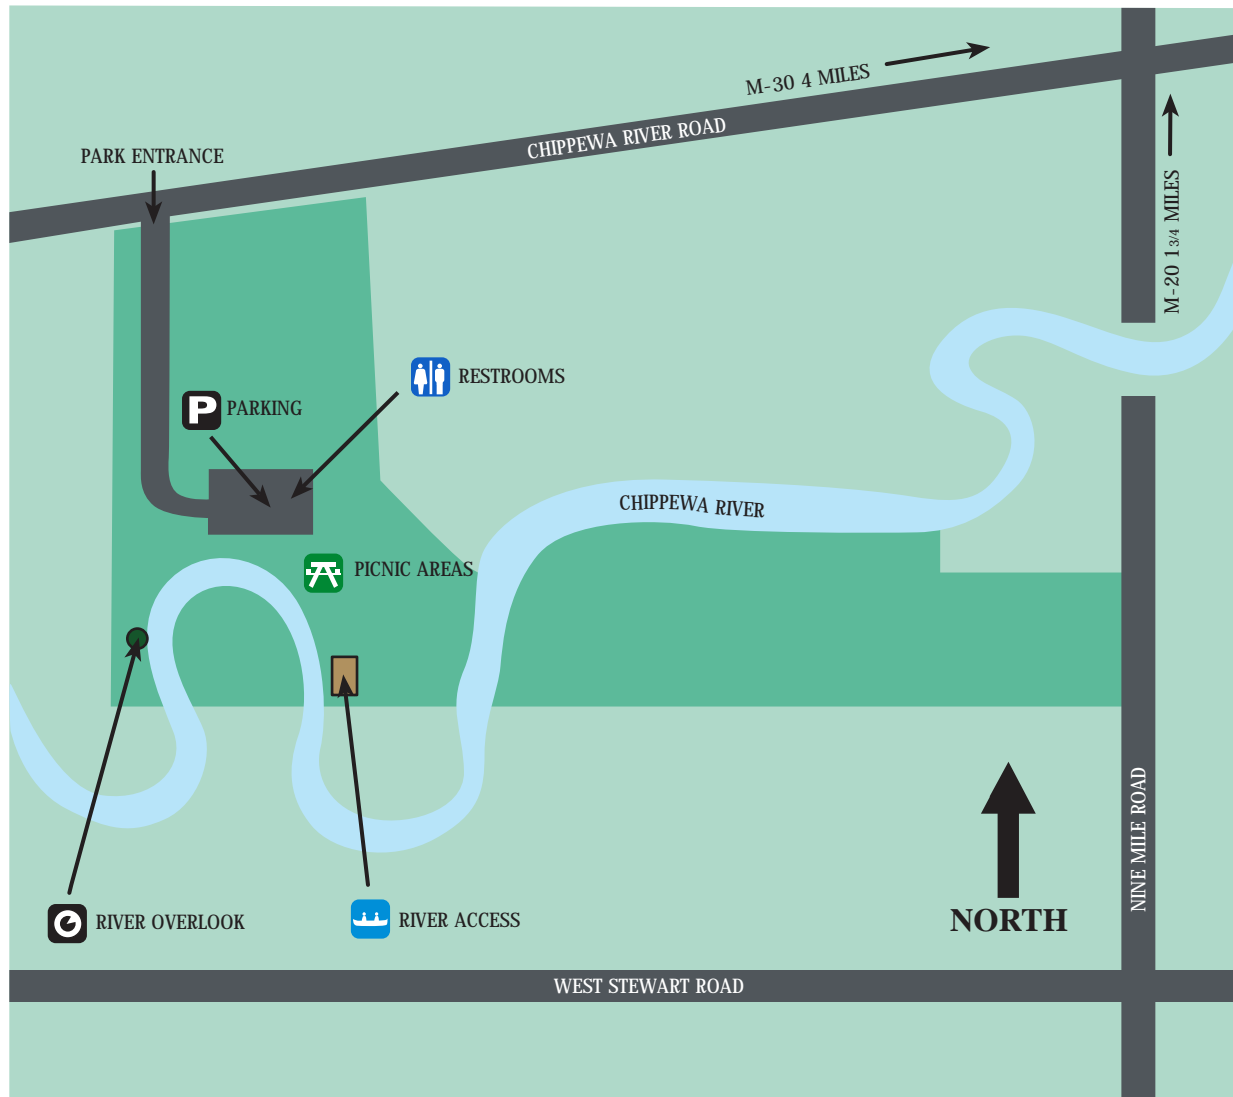 M-30 4 MILES
CHIPPEWA RIVER ROAD
PARK ENTRANCE
M-20 1 3/4 MILES
RESTROOMS
P PARKING
CHIPPEWA RIVER
PICNIC AREAS
NINE MILE ROAD
RIVER OVERLOOK
RIVER ACCESS
NORTH
WEST STEWART ROAD